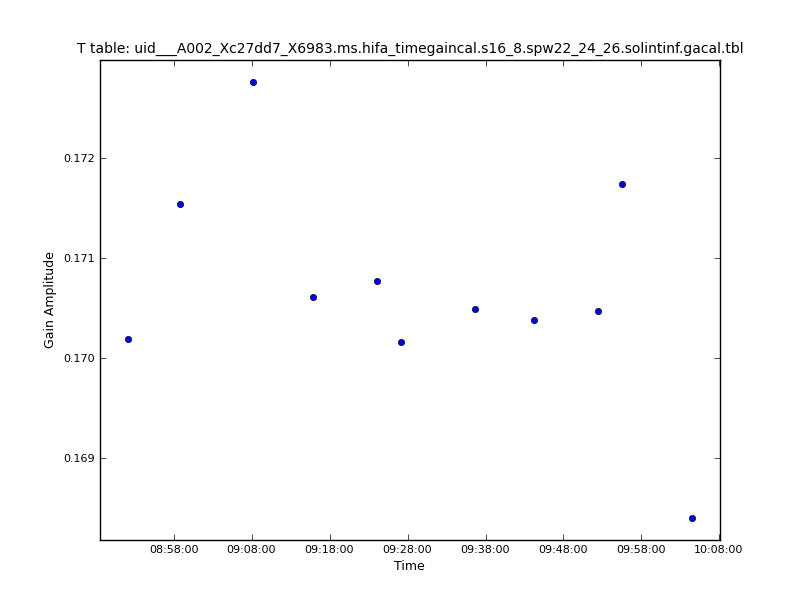 T table: uid___A002_Xc27dd7_X6983.ms.hifa_timegaincal.s16_8.spw22_24_26.solintinf.gacal.tbl
0.172
0.171
0.170
0.169
Gain Amplitude
08:58:00 09:08:00 09:18:00 09:28:00 09:38:00 09:48:00 09:58:00 10:08:00
Time